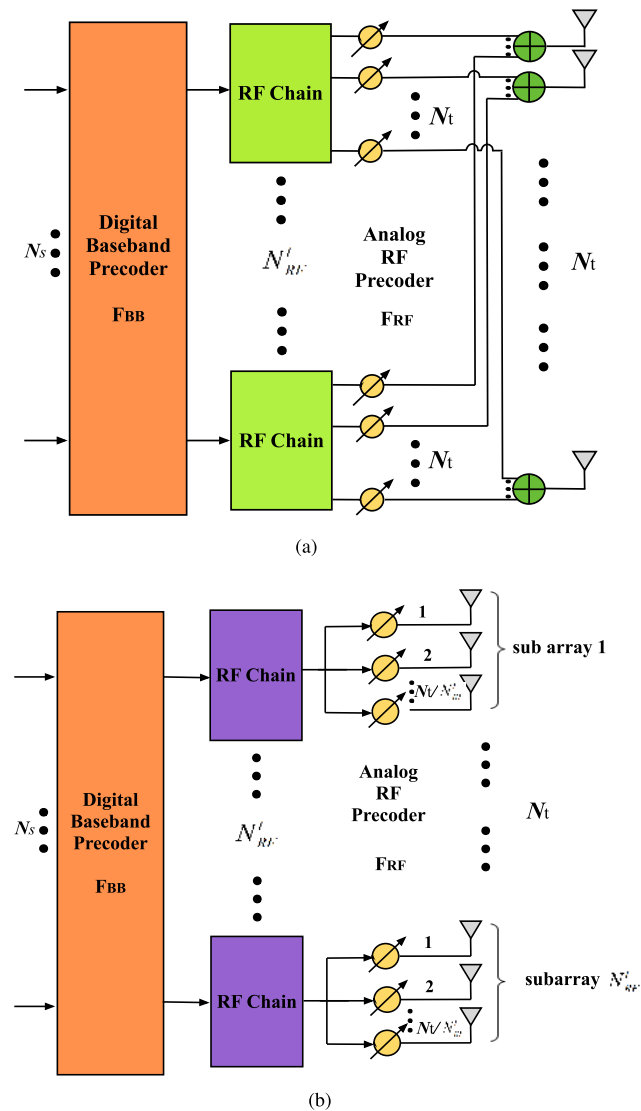 RF Chain
Nt
Ns
Digital
Baseband
Precoder
FBB
N^t_RF
Analog
RF
Precoder
FRF
Nt
RF Chain
Nt
(a)
RF Chain
1
2
Nt/
sub array 1
Ns
Digital
Baseband
Precoder
FBB
N^t_RF
Analog
RF
Precoder
FRF
Nt
RF Chain
1
2
Nt/
subarray N^t_RF
(b)